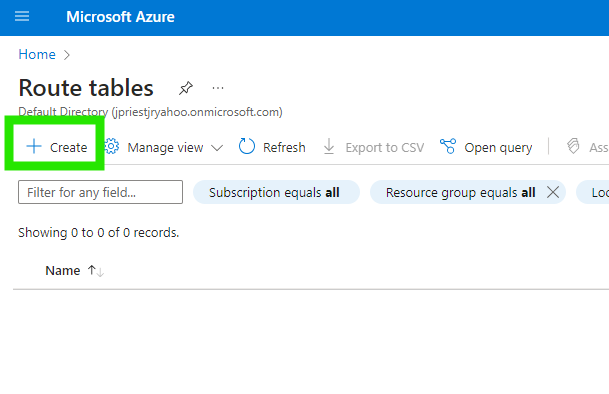 Microsoft Azure
Home
Route tables
Default Directory (jpriestjryahoo.onmicrosoft.com)
Create Manage view Refresh Export to CSV Open query Ass
Filter for any field... Subscription equals all Resource group equals all Loc
Showing 0 to 0 of 0 records.
Name